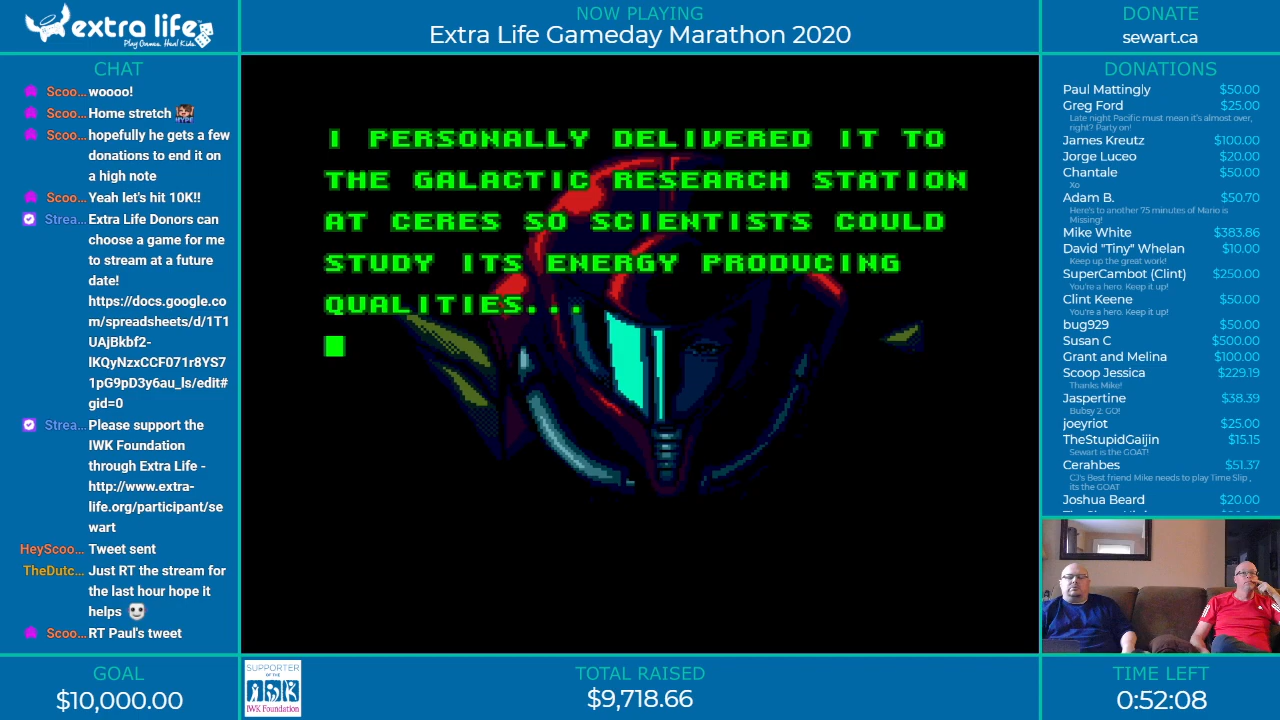 extra life
Play Games. Heal Kids.
NOW PLAYING
Extra Life Gameday Marathon 2020
DONATE
sewart.ca
CHAT
Scoo... woooo!
Scoo... Home stretch
Scoo... hopefully he gets a few
donations to end it on
a high note
Scoo... Yeah let's hit 10K!!
Strea... Extra Life Donors can
choose a game for me
to stream at a future
date!
https://docs.google.co
m/spreadsheets/d/1T1
UAjBkbf2-
lKQyNzxCCF071r8YS7
1pG9pD3y6au_ls/edit#
gid=0
Strea... Please support the
IWK Foundation
through Extra Life -
http://www.extra-
life.org/participant/se
wart
HeyScoo... Tweet sent
TheDutc... Just RT the stream for
the last hour hope it
helps
Scoo... RT Paul's tweet
I PERSONALLY DELIVERED IT TO
THE GALACTIC RESEARCH STATION
AT CERES SO SCIENTISTS COULD
STUDY ITS ENERGY PRODUCING
QUALITIES...
DONATIONS
Paul Mattingly $50.00
Greg Ford $25.00
Late night Pacific must mean it's almost over,
right? Party on!
James Kreutz $100.00
Jorge Luceo $20.00
Chantale $50.00
Xo
Adam B. $50.70
Here's to another 75 minutes of Mario is
Missing!
Mike White $383.86
David "Tiny" Whelan $10.00
Keep up the great work!
SuperCambot (Clint) $250.00
You're a hero. Keep it up!
Clint Keene $50.00
You're a hero. Keep it up!
bug929 $50.00
Susan C $500.00
Grant and Melina $100.00
Scoop Jessica $229.19
Thanks Mike!
Jaspertine $38.39
Bubsy 2: GO!
joeyriot $25.00
TheStupidGaijin $15.15
Sewart is the GOAT!
Cerahbes $51.37
CJ's Best friend Mike needs to play Time Slip ,
its the GOAT
Joshua Beard $20.00
GOAL
$10,000.00
SUPPORTER
OF THE
IWK Foundation
TOTAL RAISED
$9,718.66
TIME LEFT
0:52:08